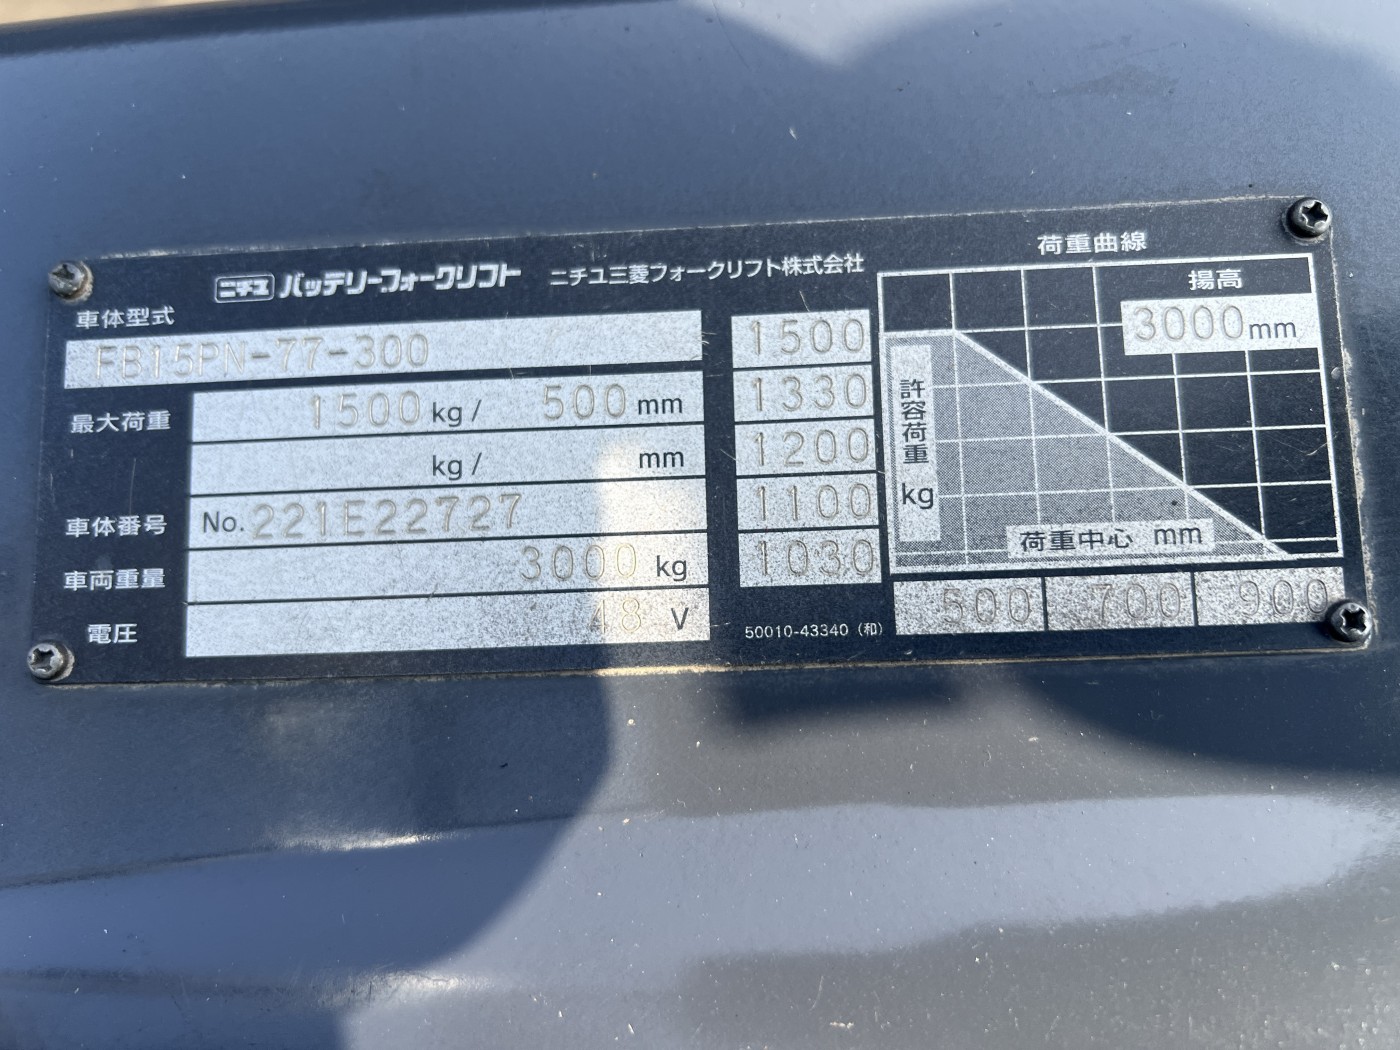 ニチユ バッテリーフォークリフト ニチユ三菱フォークリフト株式会社
車体型式
FB15PN-77-300
最大荷重 1500 kg/ 500 mm
kg/ mm
車体番号 No. 221E22727
車両重量 3000 kg
電圧 48 V
1500
1330
1200
1100
1030
50010-43340 (和)
荷重曲線
揚高
3000 mm
許容荷重 kg
荷重中心 mm
500 700 900